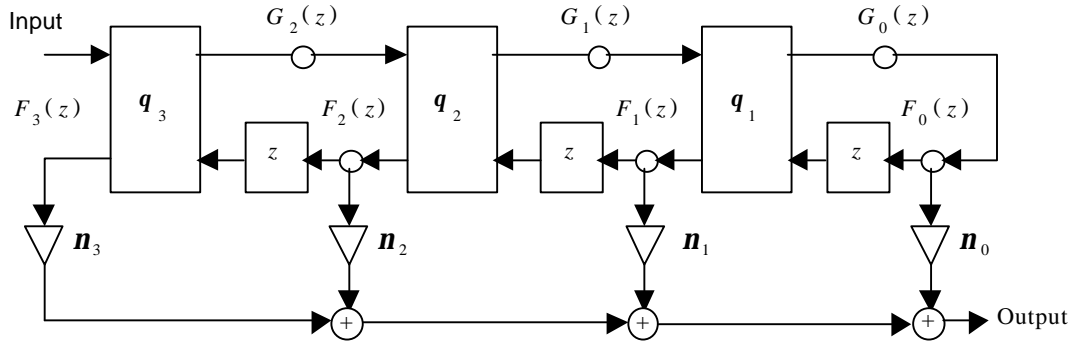 Input
G₂(z)
G₁(z)
G₀(z)
F₃(z)
q₃
F₂(z)
q₂
F₁(z)
q₁
F₀(z)
z
z
z
n₃
n₂
n₁
n₀
+
+
+
Output